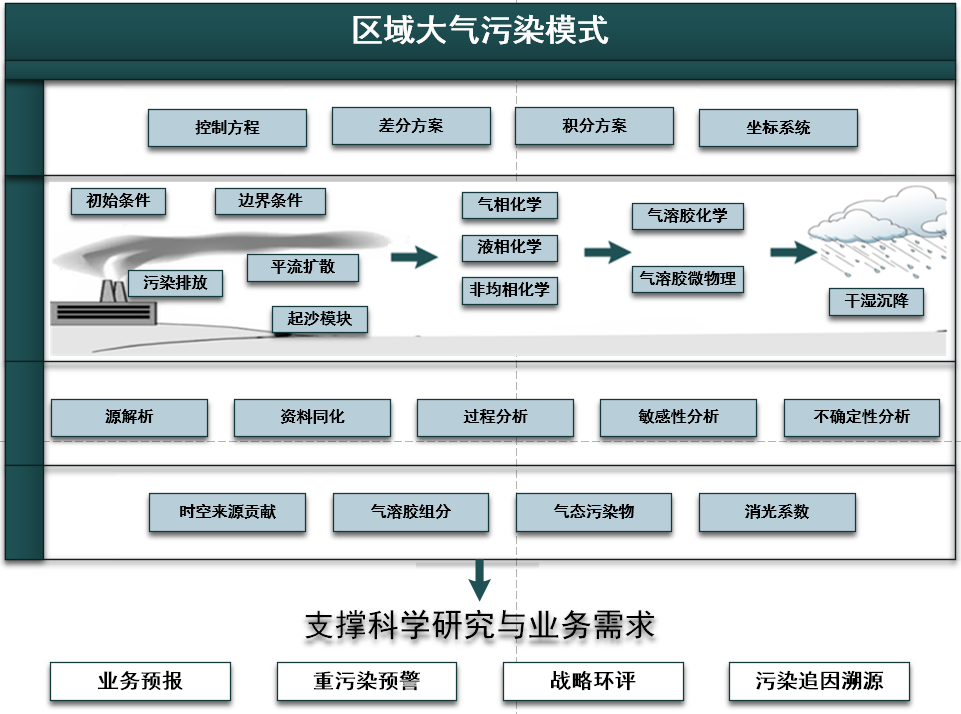 区域大气污染模式
控制方程
差分方案
积分方案
坐标系统
初始条件
边界条件
污染排放
平流扩散
起沙模块
气相化学
液相化学
非均相化学
气溶胶化学
气溶胶微物理
干湿沉降
源解析
资料同化
过程分析
敏感性分析
不确定性分析
时空来源贡献
气溶胶组分
气态污染物
消光系数
支撑科学研究与业务需求
业务预报
重污染预警
战略环评
污染追因溯源